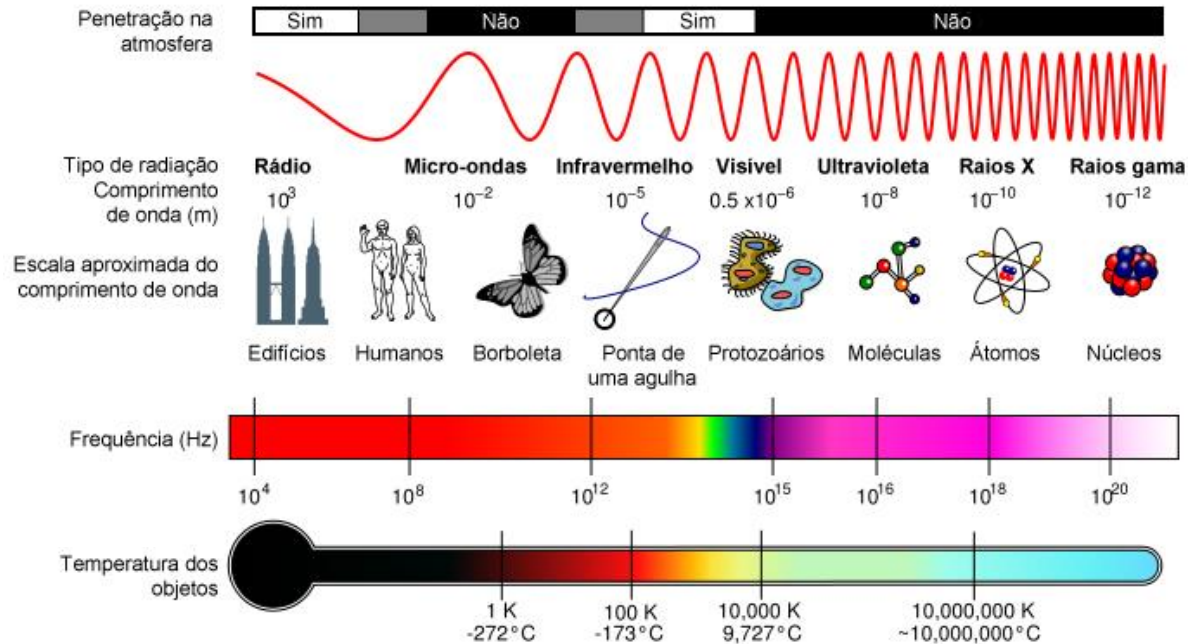 Penetração na
atmosfera
Sim
Não
Sim
Não
Tipo de radiação
Rádio
Micro-ondas
Infravermelho
Visível
Ultravioleta
Raios X
Raios gama
Comprimento
de onda (m)
10³
10⁻²
10⁻⁵
0.5 x10⁻⁶
10⁻⁸
10⁻¹⁰
10⁻¹²
Escala aproximada do
comprimento de onda
Edifícios
Humanos
Borboleta
Ponta de
uma agulha
Protozoários
Moléculas
Átomos
Núcleos
Frequência (Hz)
10⁴
10⁸
10¹²
10¹⁵
10¹⁶
10¹⁸
10²⁰
Temperatura dos
objetos
1 K
-272°C
100 K
-173°C
10,000 K
9,727°C
10,000,000 K
~10,000,000°C